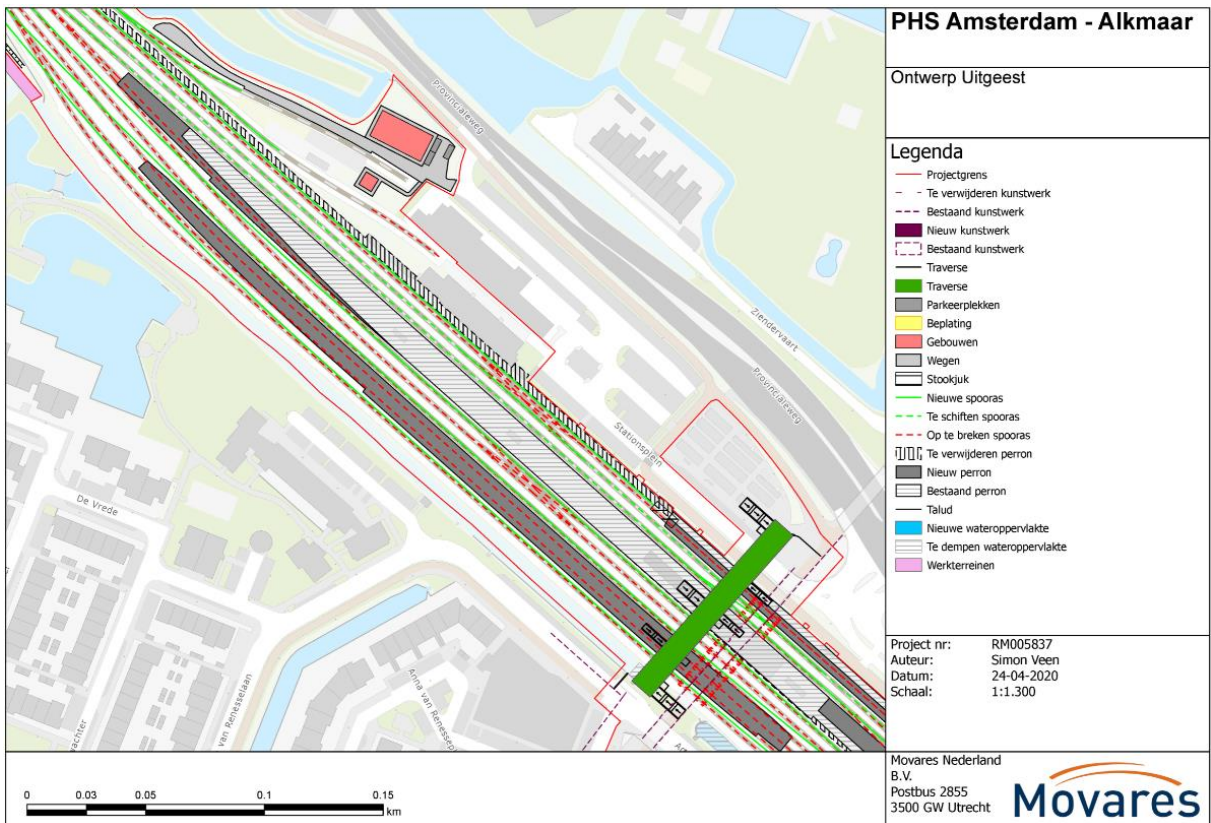 PHS Amsterdam - Alkmaar
Ontwerp Uitgeest
Legenda
Projectgrens
Te verwijderen kunstwerk
Bestaand kunstwerk
Nieuw kunstwerk
Bestaand kunstwerk
Traverse
Traverse
Parkeerplekken
Beplating
Gebouwen
Wegen
Stookjuk
Nieuwe spooras
Te schiften spooras
Op te breken spooras
Te verwijderen perron
Nieuw perron
Bestaand perron
Talud
Nieuwe wateroppervlakte
Te dempen wateroppervlakte
Werkterreinen
Project nr: RM005837
Auteur: Simon Veen
Datum: 24-04-2020
Schaal: 1:1.300
Movares Nederland
B.V.
Postbus 2855
3500 GW Utrecht
Movares
Provincialeweg
Ziendervaart
Provincialeweg
Stationsplein
De Vrede
van Renesselaan
Anna van Renessep
wachter
0 0.03 0.05 0.1 0.15
km